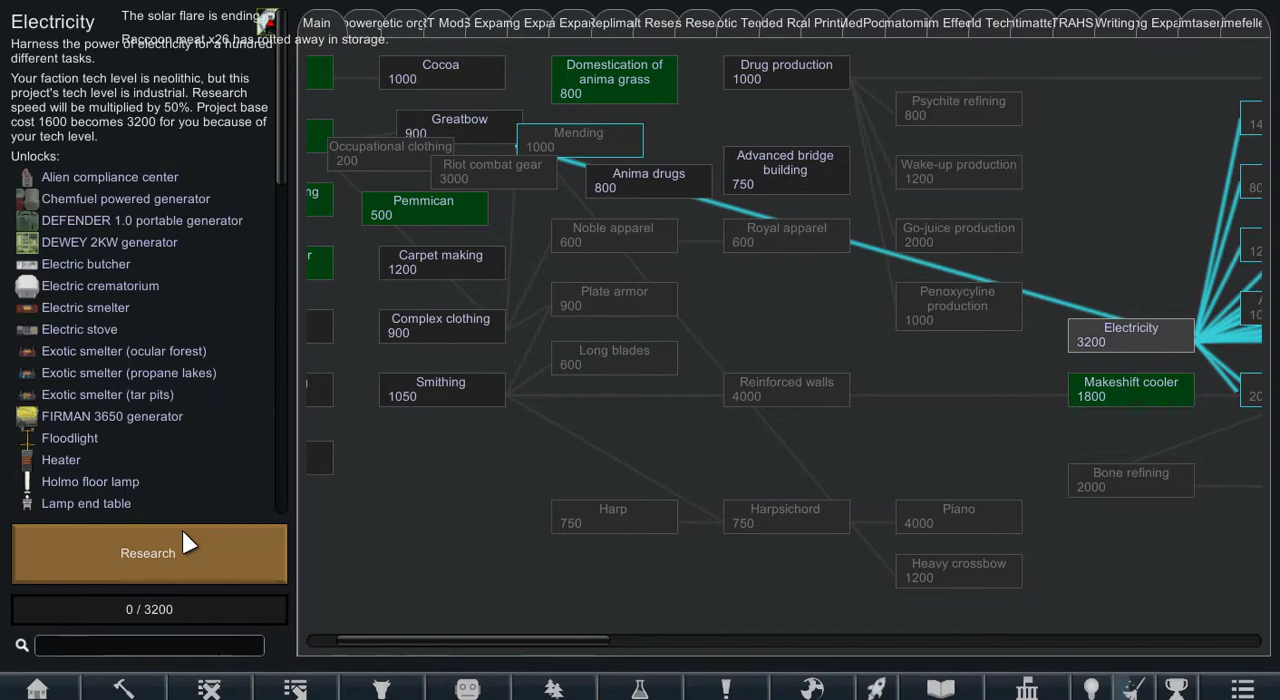 Electricity
The solar flare is ending.
Raccoon meat x26 has rotted away in storage.
Harness the power of electricity for a hundred
different tasks.
Your faction tech level is neolithic, but this
project's tech level is industrial. Research
speed will be multiplied by 50%. Project base
cost 1600 becomes 3200 for you because of
your tech level.
Unlocks:
Alien compliance center
Chemfuel powered generator
DEFENDER 1.0 portable generator
DEWEY 2KW generator
Electric butcher
Electric crematorium
Electric smelter
Electric stove
Exotic smelter (ocular forest)
Exotic smelter (propane lakes)
Exotic smelter (tar pits)
FIRMAN 3650 generator
Floodlight
Heater
Holmo floor lamp
Lamp end table
Research
0 / 3200
Main
Cocoa
1000
Domestication of
anima grass
800
Drug production
1000
Greatbow
900
Mending
1000
Occupational clothing
200
Riot combat gear
3000
Anima drugs
800
Advanced bridge
building
750
Psychite refining
800
Wake-up production
1200
Pemmican
500
Noble apparel
600
Royal apparel
600
Go-juice production
2000
Carpet making
1200
Plate armor
900
Penoxycyline
production
1000
Complex clothing
900
Long blades
600
Electricity
3200
Smithing
1050
Reinforced walls
4000
Makeshift cooler
1800
Bone refining
2000
Harp
750
Harpsichord
750
Piano
4000
Heavy crossbow
1200